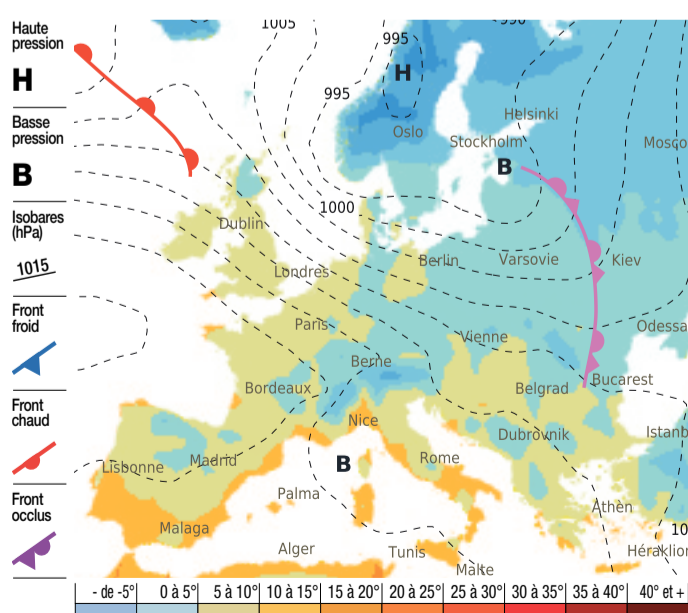 Haute
pression
H
Basse
pression
B
Isobares
(hPa)
1015
Front
froid
Front
chaud
Front
occlus
1005
995
H
995
Oslo
Helsinki
Stockholm
B
1000
Dublin
Londres
Berlin
Varsovie
Kiev
Paris
Odessa
Vienne
Berne
Bordeaux
Belgrad
Bucarest
Nice
Dubrovnik
Madrid
Lisbonne
Rome
B
Palma
Athèn
Malaga
Alger
Tunis
Malte
Héraklion
- de -5°
0 à 5°
5 à 10°
10 à 15°
15 à 20°
20 à 25°
25 à 30°
30 à 35°
35 à 40°
40° et +